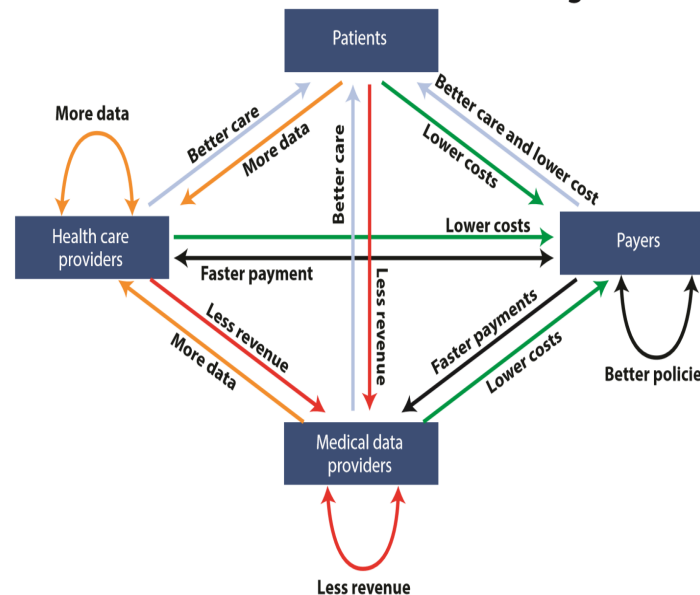 g
Patients
More data
Better care
More data
Better care
Lower costs
Better care and lower cost
Health care
providers
Lower costs
Faster payment
Payers
Less revenue
More data
Less revenue
Faster payments
Lower costs
Better policie
Medical data
providers
Less revenue